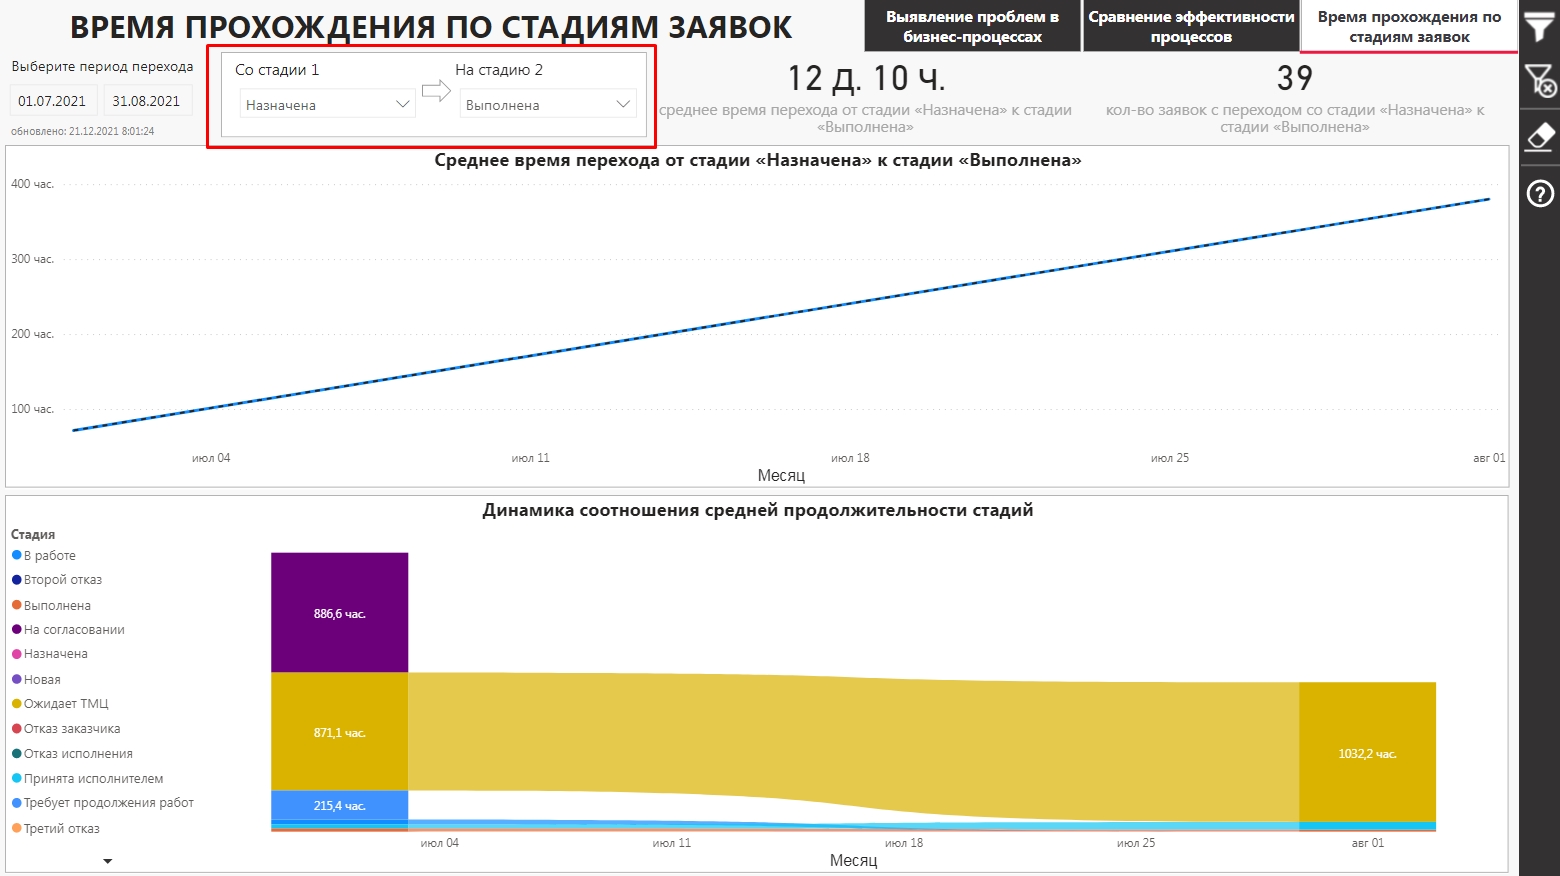 ВРЕМЯ ПРОХОЖДЕНИЯ ПО СТАДИЯМ ЗАЯВОК
Выявление проблем в
бизнес-процессах
Сравнение эффективности
процессов
Время прохождения по
стадиям заявок
Выберите период перехода
01.07.2021
31.08.2021
обновлено: 21.12.2021 8:01:24
Со стадии 1
Назначена
На стадию 2
Выполнена
12 д. 10 ч.
среднее время перехода от стадии «Назначена» к стадии
«Выполнена»
39
кол-во заявок с переходом со стадии «Назначена» к
стадии «Выполнена»
Среднее время перехода от стадии «Назначена» к стадии «Выполнена»
400 час.
300 час.
200 час.
100 час.
июл 04
июл 11
июл 18
июл 25
авг 01
Месяц
Динамика соотношения средней продолжительности стадий
Стадия
В работе
Второй отказ
Выполнена
На согласовании
Назначена
Новая
Ожидает ТМЦ
Отказ заказчика
Отказ исполнения
Принята исполнителем
Требует продолжения работ
Третий отказ
886,6 час.
871,1 час.
215,4 час.
1032,2 час.
июл 04
июл 11
июл 18
июл 25
авг 01
Месяц